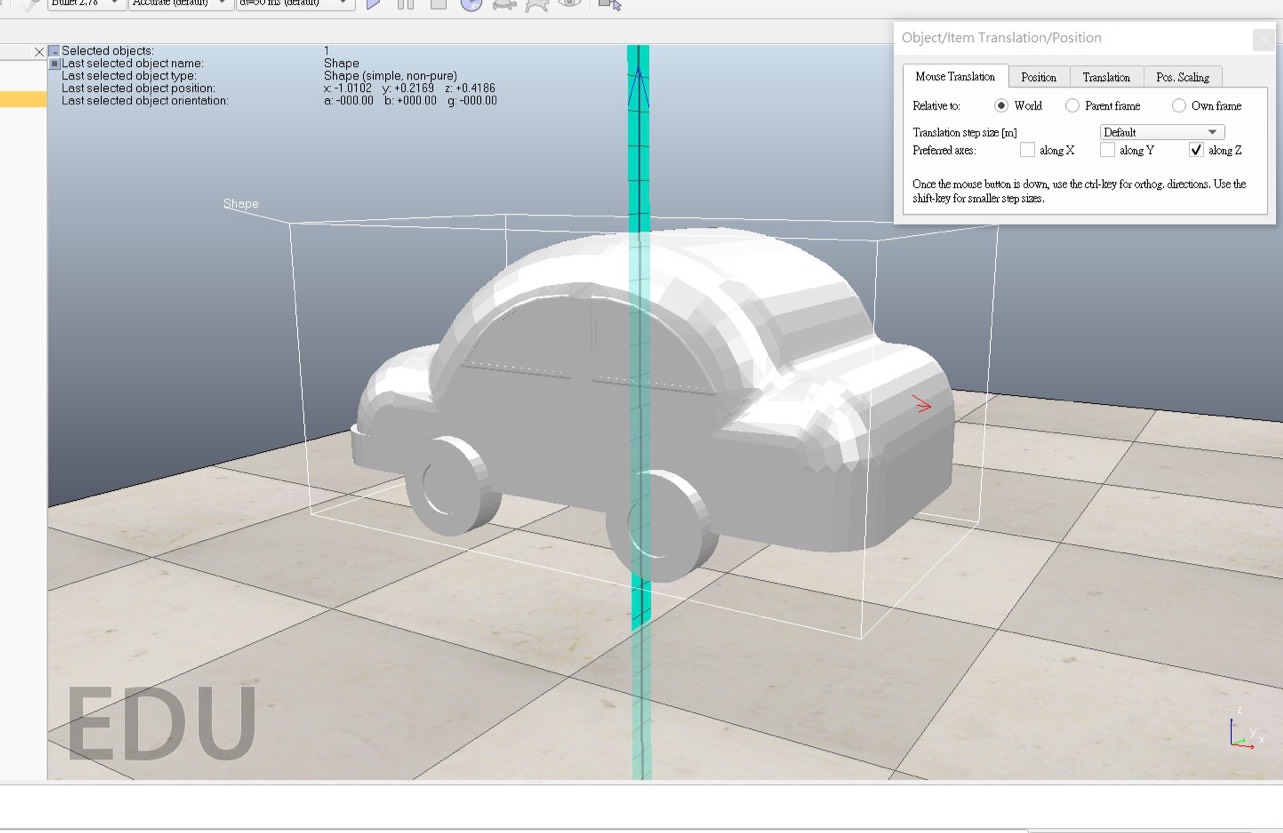 Bullet 2.78
Accurate (default)
dt=50 ms (default)
Selected objects: 1
Last selected object name: Shape
Last selected object type: Shape (simple, non-pure)
Last selected object position: x: -1.0102 y: +0.2169 z: +0.4186
Last selected object orientation: a: -000.00 b: +000.00 g: -000.00
Object/Item Translation/Position
Mouse Translation Position Translation Pos. Scaling
Relative to: World Parent frame Own frame
Translation step size [m] Default
Preferred axes: along X along Y along Z
Once the mouse button is down, use the ctrl-key for orthog. directions. Use the
shift-key for smaller step sizes.
Shape
EDU
z
y
x